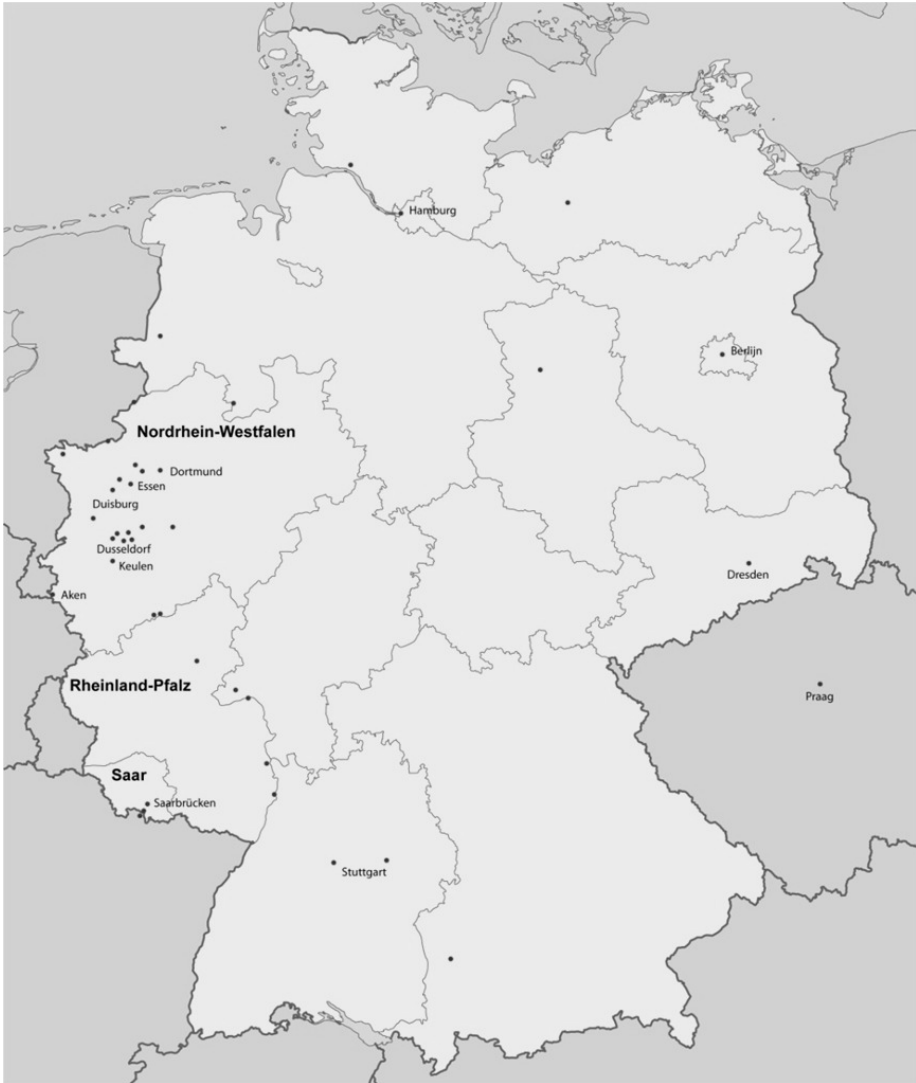 Hamburg
Berlijn
Nordrhein-Westfalen
Dortmund
Essen
Duisburg
Dusseldorf
Keulen
Dresden
Aken
Rheinland-Pfalz
Praag
Saar
Saarbrücken
Stuttgart